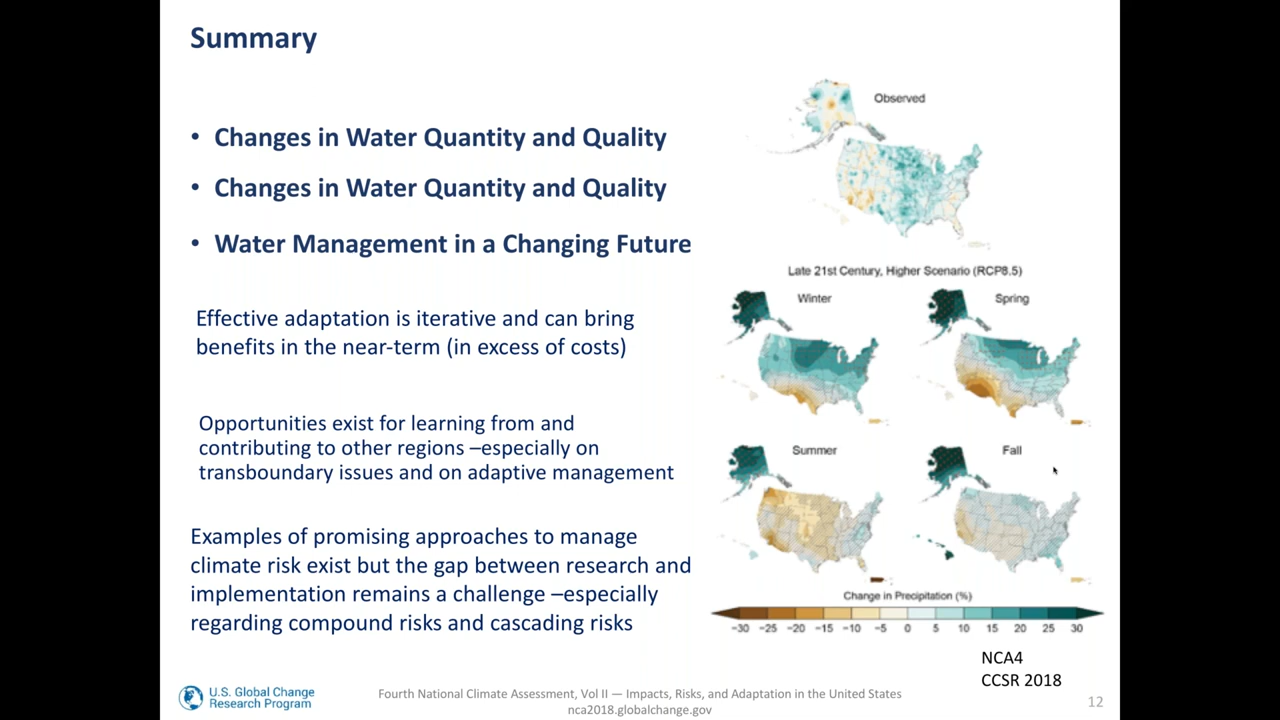 Summary
• Changes in Water Quantity and Quality
• Changes in Water Quantity and Quality
• Water Management in a Changing Future
Effective adaptation is iterative and can bring
benefits in the near-term (in excess of costs)
Opportunities exist for learning from and
contributing to other regions –especially on
transboundary issues and on adaptive management
Examples of promising approaches to manage
climate risk exist but the gap between research and
implementation remains a challenge –especially
regarding compound risks and cascading risks
Observed
Late 21st Century, Higher Scenario (RCP8.5)
Winter
Spring
Summer
Fall
Change in Precipitation (%)
−30 −25 −20 −15 −10 −5 0 5 10 15 20 25 30
NCA4
CCSR 2018
U.S. Global Change
Research Program
Fourth National Climate Assessment, Vol II — Impacts, Risks, and Adaptation in the United States
nca2018.globalchange.gov
12